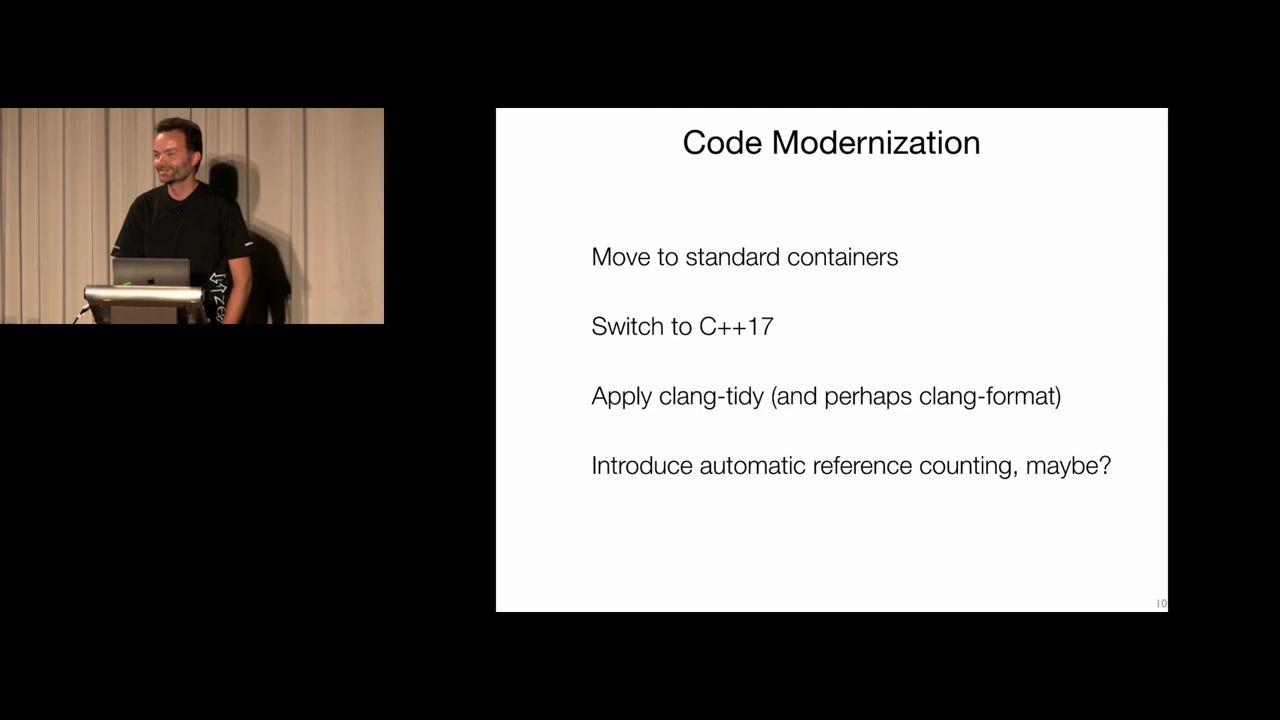 Code Modernization
Move to standard containers
Switch to C++17
Apply clang-tidy (and perhaps clang-format)
Introduce automatic reference counting, maybe?
10